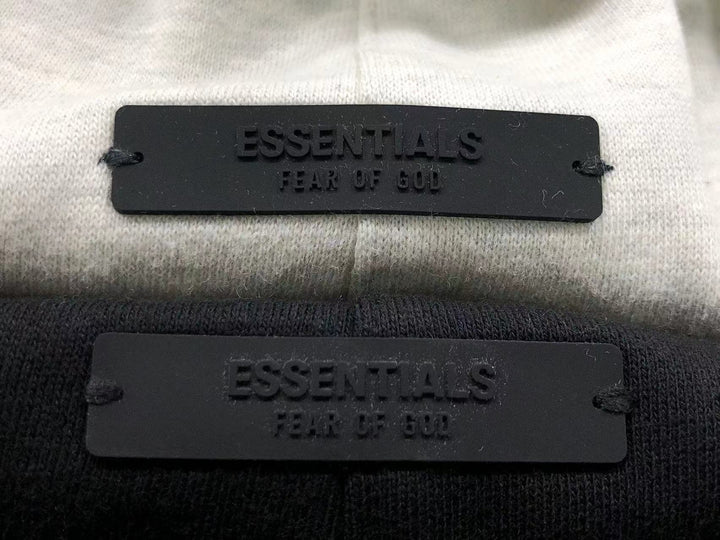 ESSENTIALS
FEAR OF GOD
ESSENTIALS
FEAR OF GOD